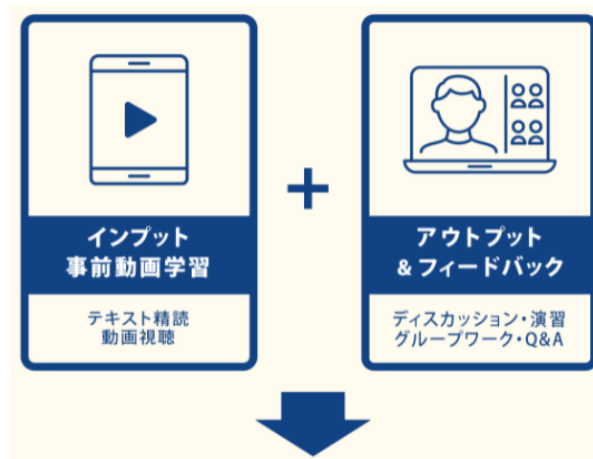 インプット
事前動画学習
テキスト精読
動画視聴
+
アウトプット
&フィードバック
ディスカッション・演習
グループワーク・Q&A